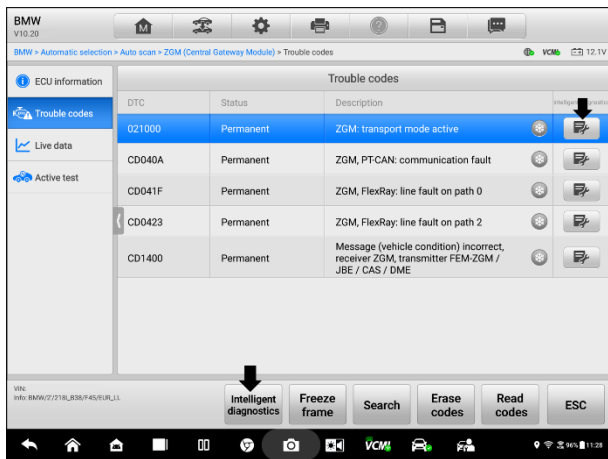 BMW
V10.20
BMW > Automatic selection > Auto scan > ZGM (Central Gateway Module) > Trouble codes
VCMI 12.1V
ECU information
Trouble codes
Live data
Active test
Trouble codes
DTC Status Description
021000 Permanent ZGM: transport mode active
CD040A Permanent ZGM, PT-CAN: communication fault
CD041F Permanent ZGM, FlexRay: line fault on path 0
CD0423 Permanent ZGM, FlexRay: line fault on path 2
CD1400 Permanent Message (vehicle condition) incorrect,
receiver ZGM, transmitter FEM-ZGM /
JBE / CAS / DME
VIN:
Info: BMW/2'/218i_B38/F45/EUR_LL
Intelligent
diagnostics
Freeze
frame
Search
Erase
codes
Read
codes
ESC
VCMI
96% 11:28